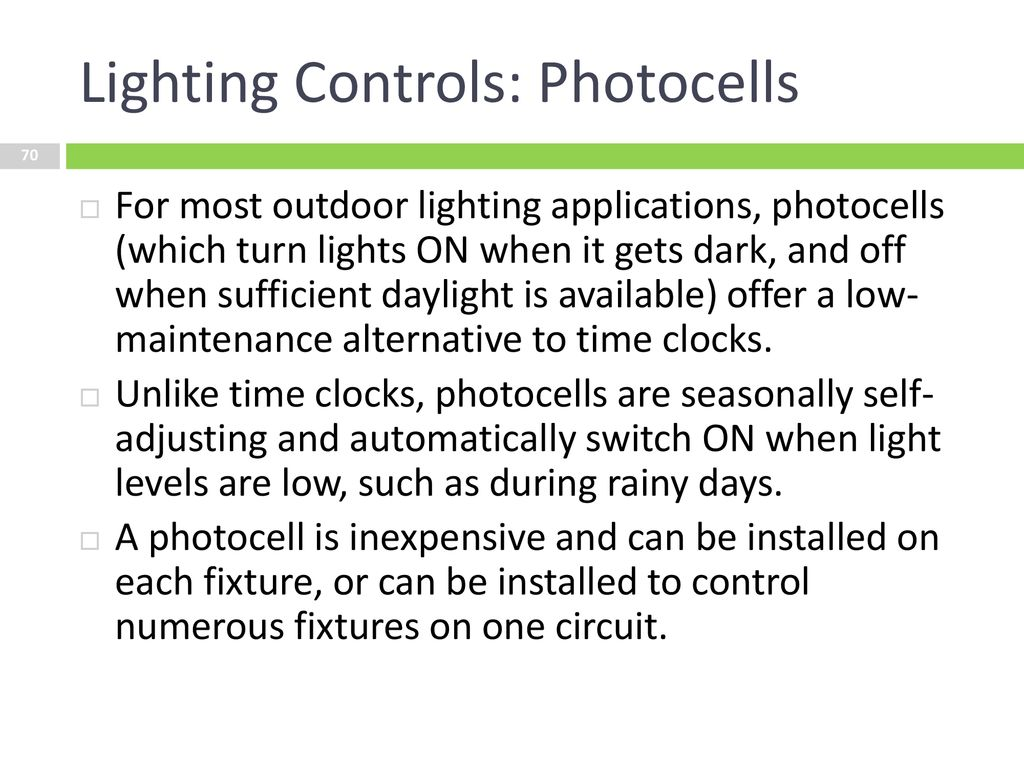 Lighting Controls: Photocells
70
For most outdoor lighting applications, photocells
(which turn lights ON when it gets dark, and off
when sufficient daylight is available) offer a low-
maintenance alternative to time clocks.
Unlike time clocks, photocells are seasonally self-
adjusting and automatically switch ON when light
levels are low, such as during rainy days.
A photocell is inexpensive and can be installed on
each fixture, or can be installed to control
numerous fixtures on one circuit.